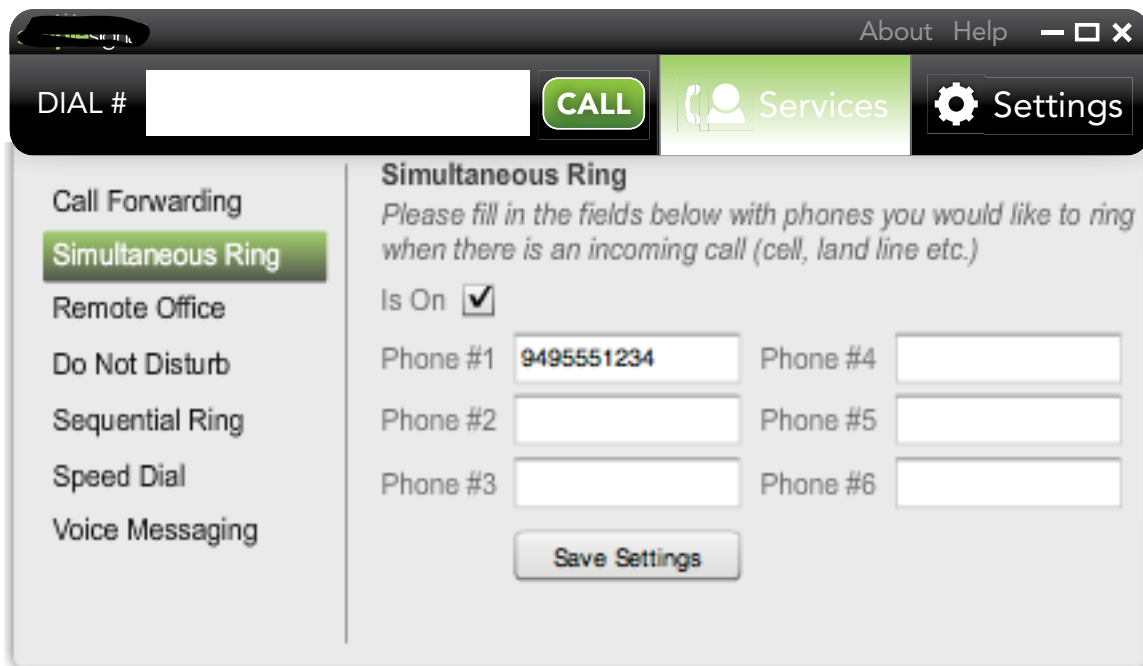 About Help
DIAL # CALL Services Settings
Call Forwarding
Simultaneous Ring
Remote Office
Do Not Disturb
Sequential Ring
Speed Dial
Voice Messaging
Simultaneous Ring
Please fill in the fields below with phones you would like to ring
when there is an incoming call (cell, land line etc.)
Is On
Phone #1 9495551234 Phone #4
Phone #2 Phone #5
Phone #3 Phone #6
Save Settings